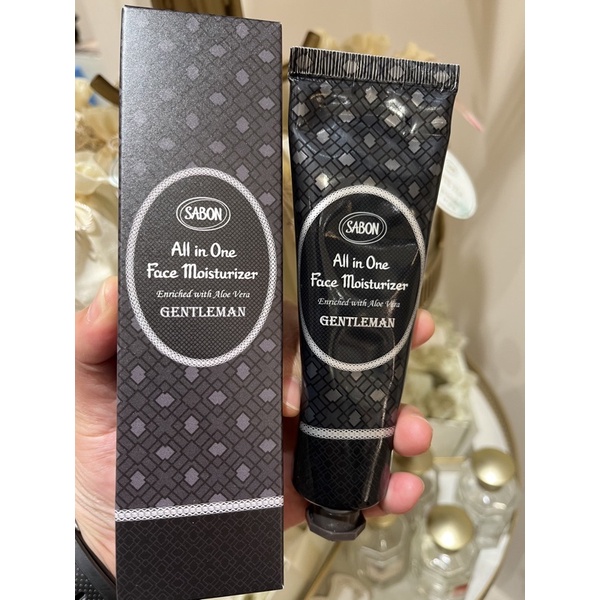 SABON
All in One
Face Moisturizer
Enriched with Aloe Vera
GENTLEMAN
SABON
All in One
Face Moisturizer
Enriched with Aloe Vera
GENTLEMAN